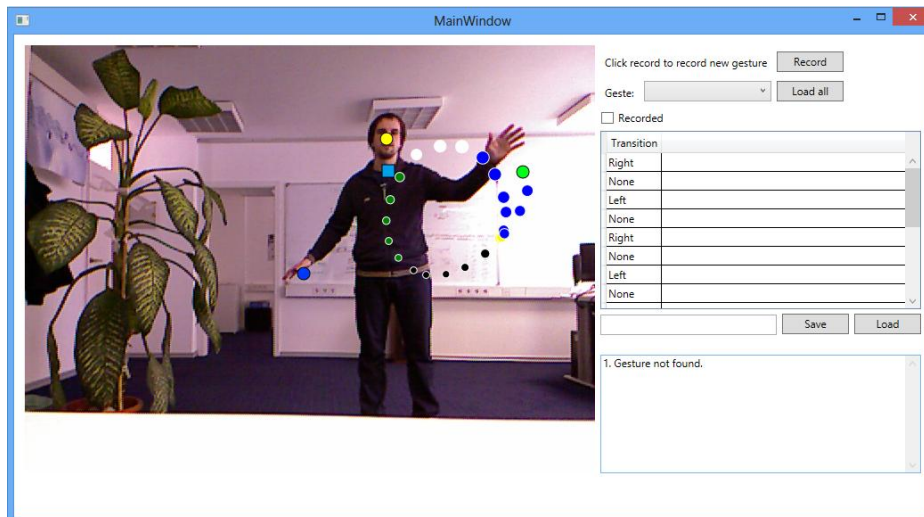 MainWindow
Click record to record new gesture
Record
Geste:
Load all
Recorded
Transition
Right
None
Left
None
Right
None
Left
None
Save
Load
1. Gesture not found.